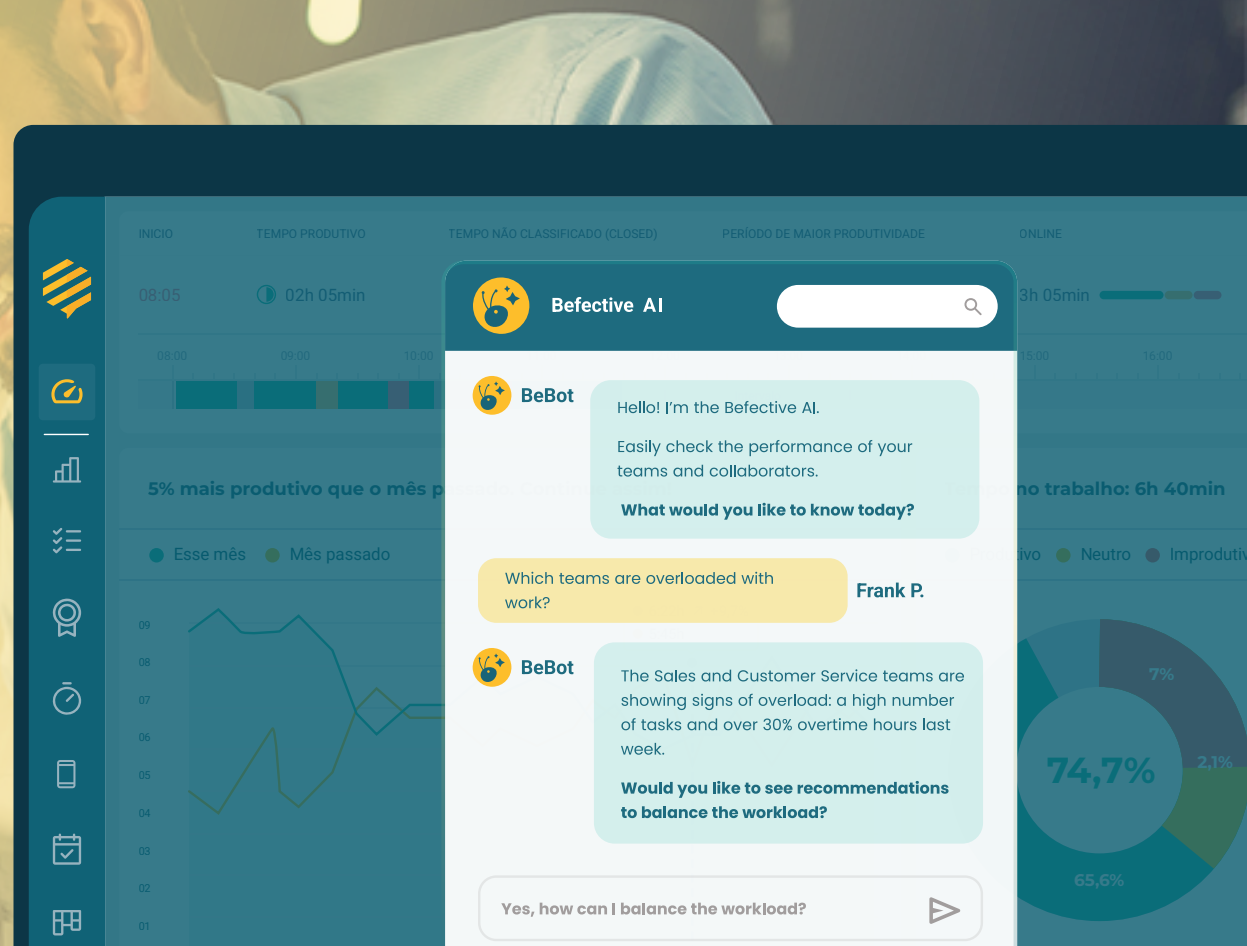 INICIO
TEMPO PRODUTIVO
TEMPO NÃO CLASSIFICADO (CLOSED)
PERÍODO DE MAIOR PRODUTIVIDADE
ONLINE
08:05
02h 05min
3h 05min
08:00
09:00
10:00
15:00
16:00
Befective AI
BeBot
Hello! I'm the Befective AI.
Easily check the performance of your
teams and collaborators.
What would you like to know today?
Which teams are overloaded with
work?
Frank P.
BeBot
The Sales and Customer Service teams are
showing signs of overload: a high number
of tasks and over 30% overtime hours last
week.
Would you like to see recommendations
to balance the workload?
Yes, how can I balance the workload?
5% mais produtivo que o mês
no trabalho: 6h 40min
Esse mês
Mês passado
Neutro
Improdutiv
09
08
07
06
05
04
03
02
01
7%
2,1%
74,7%
65,6%